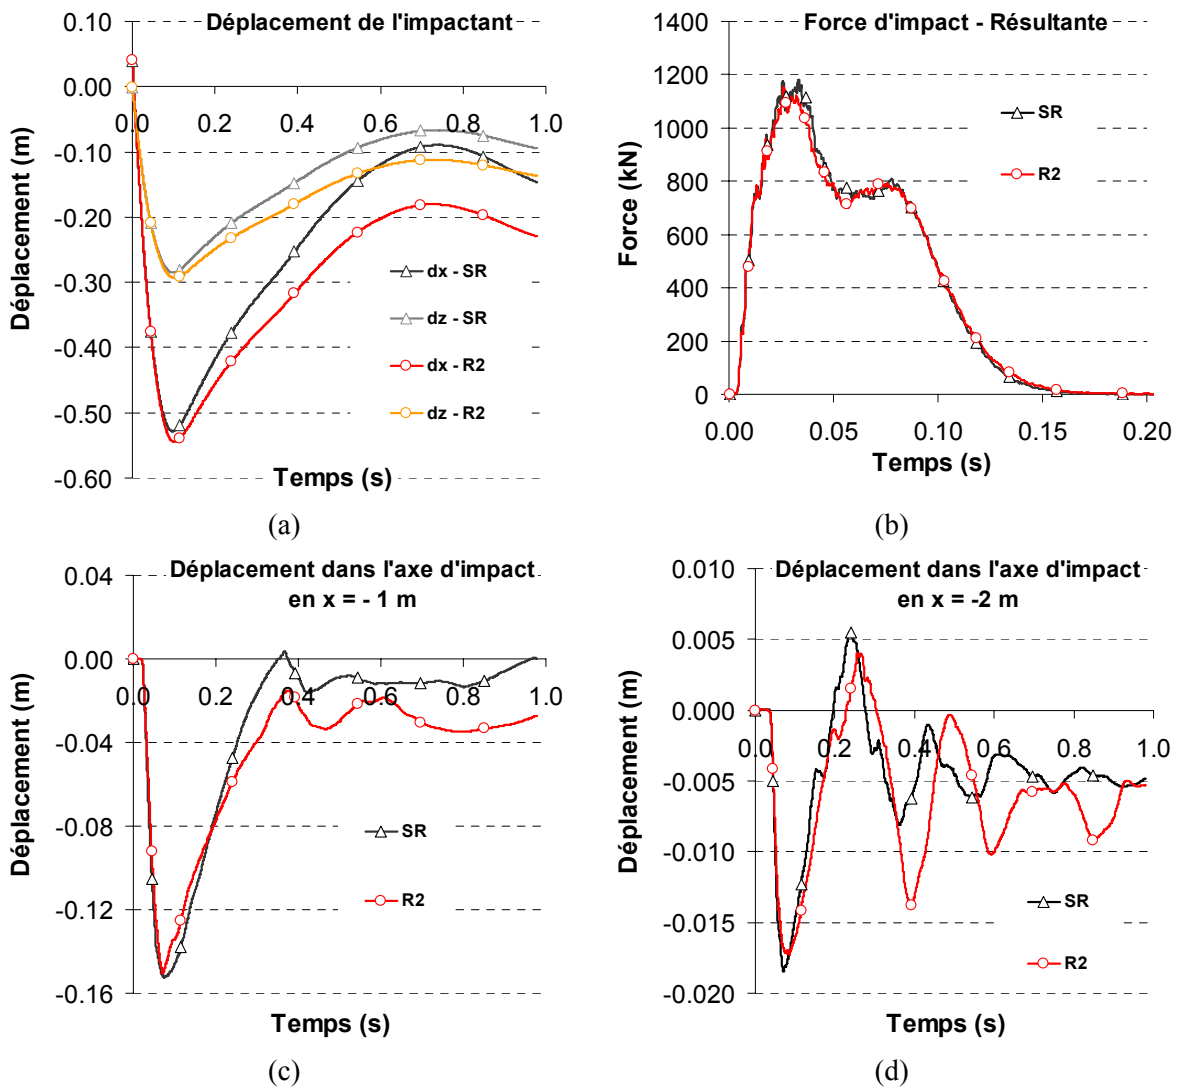 Déplacement de l'impactant
0.10
0.00
-0.10
-0.20
-0.30
-0.40
-0.50
-0.60
0.0 0.2 0.4 0.6 0.8 1.0
Déplacement (m)
Temps (s)
dx - SR
dz - SR
dx - R2
dz - R2
(a)
Force d'impact - Résultante
1400
1200
1000
800
600
400
200
0
0.00 0.05 0.10 0.15 0.20
Force (kN)
Temps (s)
SR
R2
(b)
Déplacement dans l'axe d'impact
en x = - 1 m
0.04
0.00
-0.04
-0.08
-0.12
-0.16
0.0 0.2 0.4 0.6 0.8 1.0
Déplacement (m)
Temps (s)
SR
R2
(c)
Déplacement dans l'axe d'impact
en x = -2 m
0.010
0.005
0.000
-0.005
-0.010
-0.015
-0.020
0.0 0.2 0.4 0.6 0.8 1.0
Déplacement (m)
Temps (s)
SR
R2
(d)